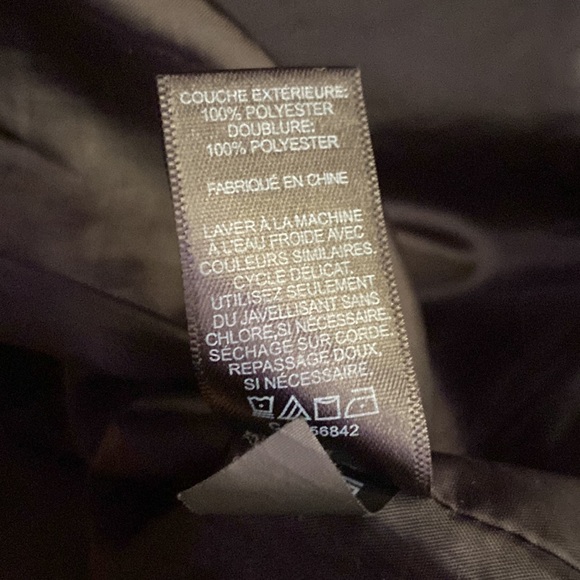 COUCHE EXTÉRIEURE:
100% POLYESTER
DOUBLURE:
100% POLYESTER
FABRIQUÉ EN CHINE
LAVER À LA MACHINE
À L'EAU FROIDE AVEC
COULEURS SIMILAIRES.
CYCLE DÉLICAT.
UTILISEZ SEULEMENT
DU JAVELLISANT SANS
CHLORE, SI NÉCESSAIRE.
SÉCHAGE SUR CORDE.
REPASSAGE DOUX,
SI NÉCESSAIRE.
56842